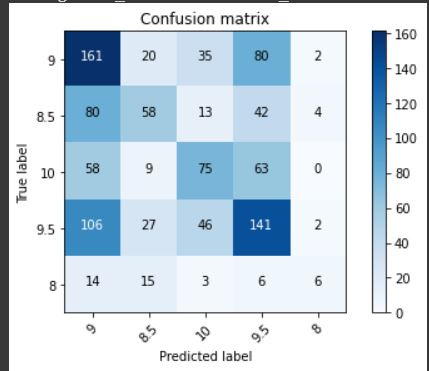 Confusion matrix
9 161 20 35 80 2
8.5 80 58 13 42 4
10 58 9 75 63 0
9.5 106 27 46 141 2
8 14 15 3 6 6
9 8.5 10 9.5 8
True label
Predicted label
160
140
120
100
80
60
40
20
0